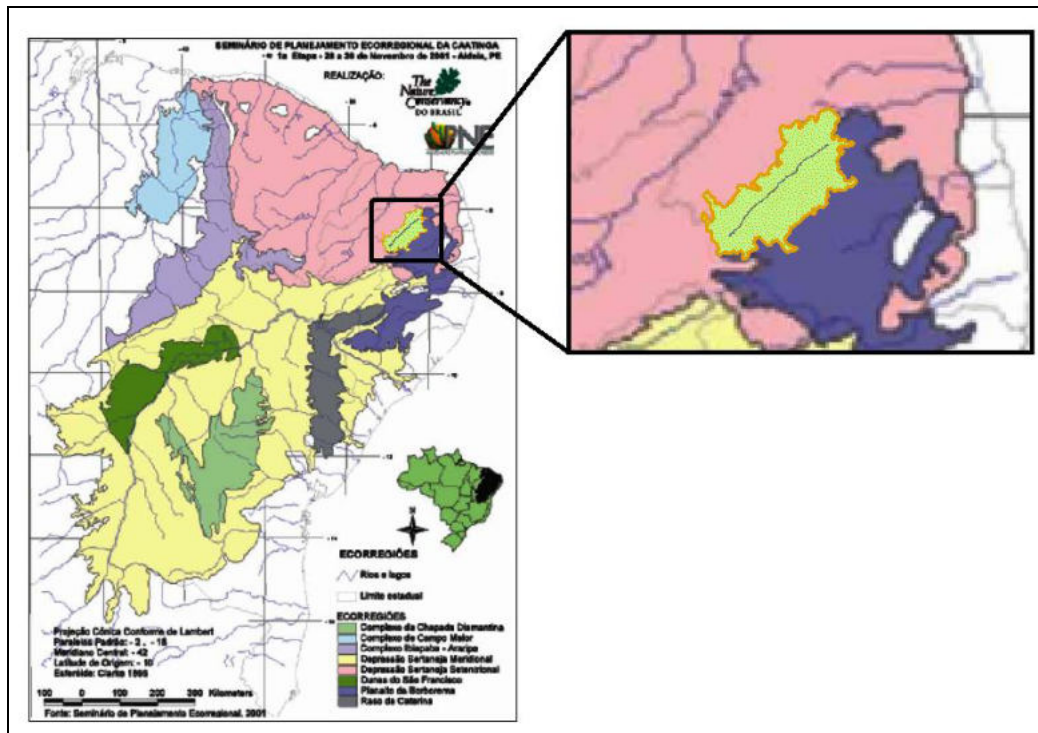 SEMINÁRIO DE PLANEJAMENTO ECORREGIONAL DA CAATINGA
1a Etapa - 28 a 30 de Novembro de 2001 - Aldeia, PE
REALIZAÇÃO:
The
Nature
Conservancy
DO BRASIL
PNE
ECORREGIÕES
Rios e lagos
Limite estadual
ECORREGIÕES
Complexo da Chapada Diamantina
Complexo de Campo Maior
Complexo Ibiapaba - Araripe
Depressão Sertaneja Meridional
Depressão Sertaneja Setentrional
Dunas do São Francisco
Planalto da Borborema
Raso da Catarina
Projeção Cônica Conforme de Lambert
Paralelos Padrão: - 2 , - 15
Meridiano Central: - 42
Latitude de Origem: - 10
Esferóide: Clarke 1866
100 0 100 200 300 Kilometers
Fonte: Seminário de Planejamento Ecorregional, 2001